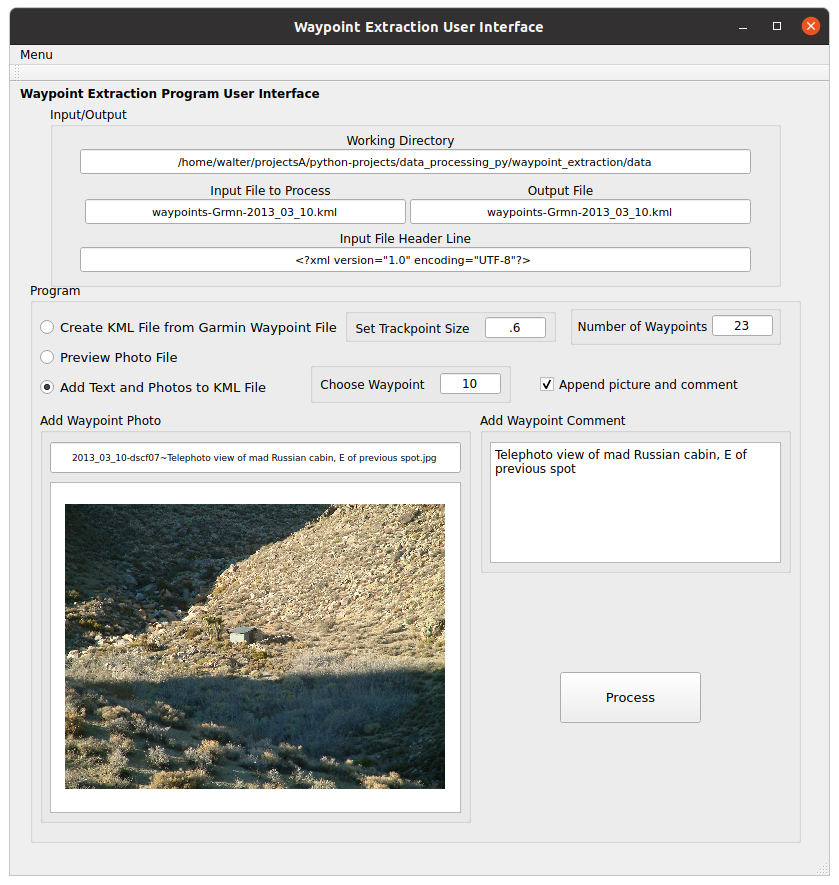 Waypoint Extraction User Interface
Menu
Waypoint Extraction Program User Interface
Input/Output
Working Directory
/home/walter/projectsA/python-projects/data_processing_py/waypoint_extraction/data
Input File to Process
Output File
waypoints-Grmn-2013_03_10.kml
waypoints-Grmn-2013_03_10.kml
Input File Header Line
<?xml version="1.0" encoding="UTF-8"?>
Program
Create KML File from Garmin Waypoint File
Set Trackpoint Size
.6
Number of Waypoints
23
Preview Photo File
Add Text and Photos to KML File
Choose Waypoint
10
Append picture and comment
Add Waypoint Photo
2013_03_10-dscf07~Telephoto view of mad Russian cabin, E of previous spot.jpg
Add Waypoint Comment
Telephoto view of mad Russian cabin, E of
previous spot
Process